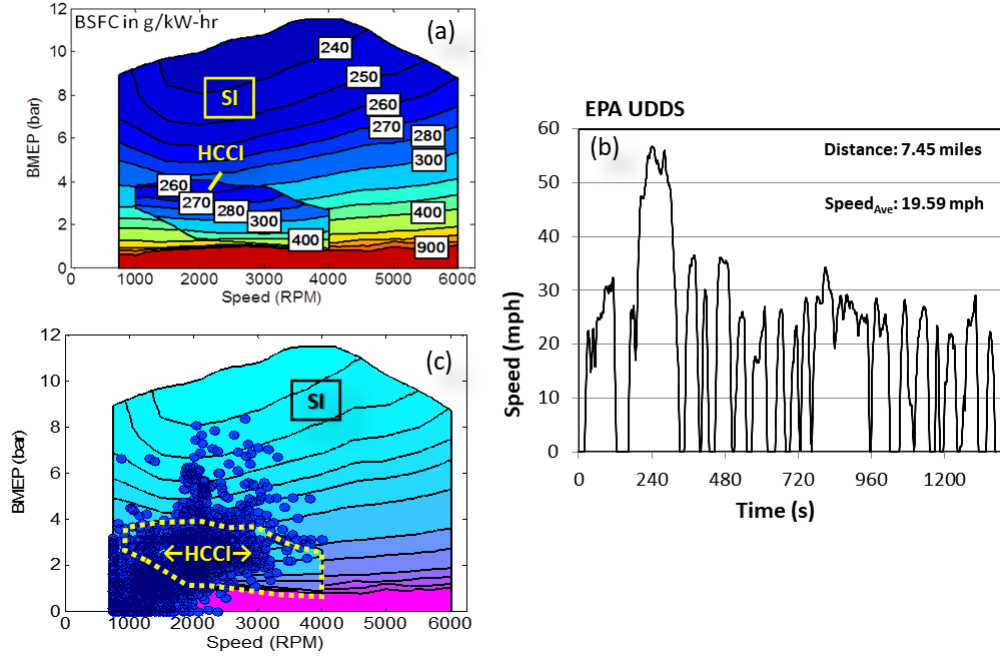 BSFC in g/kW-hr
(a)
12
10
8
6
4
2
0
BMEP (bar)
240
250
260
270
280
300
400
900
SI
HCCI
260
270
280
300
400
0 1000 2000 3000 4000 5000 6000
Speed (RPM)
EPA UDDS
(b)
Distance: 7.45 miles
SpeedAve: 19.59 mph
60
50
40
30
20
10
0
Speed (mph)
0 240 480 720 960 1200
Time (s)
(c)
12
10
8
6
4
2
0
BMEP (bar)
SI
←HCCI→
0 1000 2000 3000 4000 5000 6000
Speed (RPM)